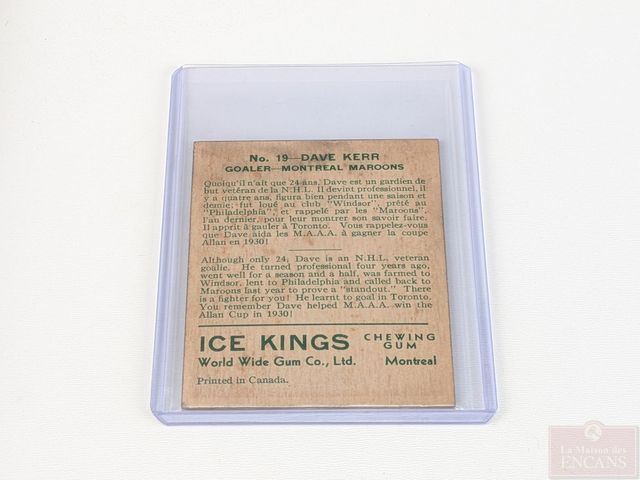 No. 19—DAVE KERR
GOALER—MONTREAL MAROONS
Quoiqu'il n'ait que 24 ans, Dave est un gardien de
but vétéran de la N.H.L. Il devint professionnel, il
y a quatre ans, figura bien pendant une saison et
demie; fut loué au club "Windsor", prêté au
"Philadelphia", et rappelé par les "Maroons",
l'an dernier, pour leur montrer son savoir faire.
Il apprit à gauler à Toronto. Vous rappelez-vous
que Dave aida les M.A.A.A. à gagner la coupe
Allan en 1930!
Although only 24, Dave is an N.H.L. veteran
goalie. He turned professional four years ago,
went well for a season and a half, was farmed to
Windsor, lent to Philadelphia and called back to
Maroons last year to prove a "standout." There
is a fighter for you! He learnt to goal in Toronto.
You remember Dave helped M.A.A.A. win the
Allan Cup in 1930!
ICE KINGS CHEWING GUM
World Wide Gum Co., Ltd. Montreal
Printed in Canada.
La Maison des
ENCANS